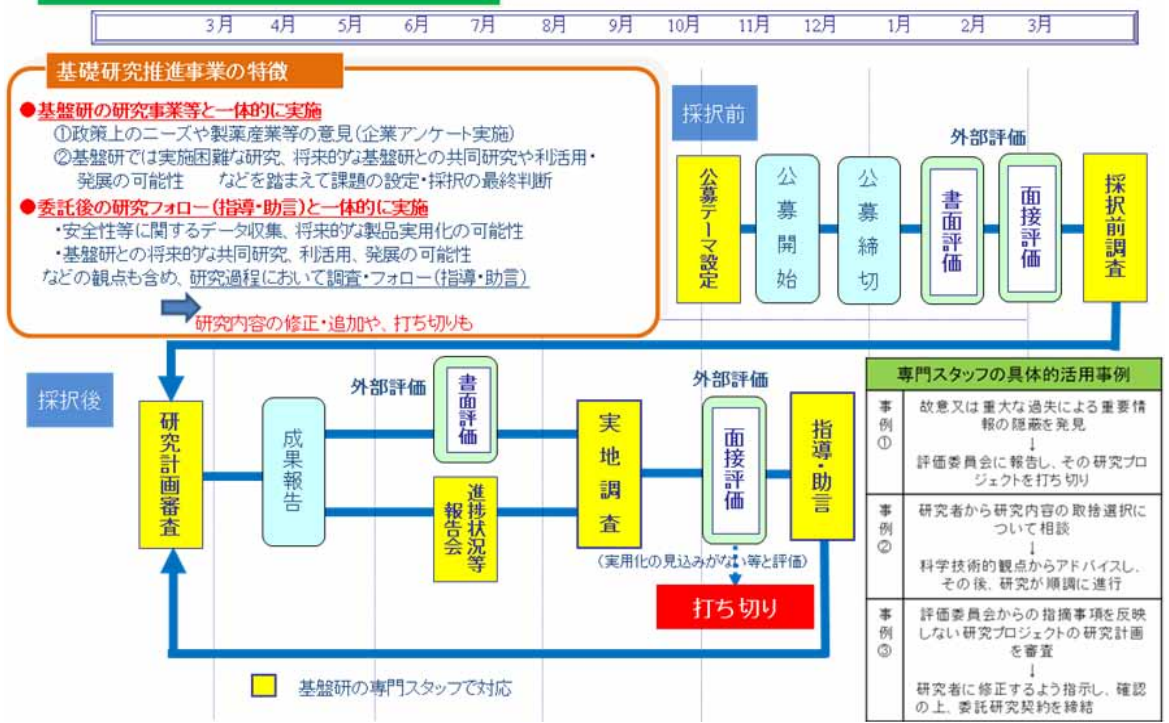 3月 4月 5月 6月 7月 8月 9月 10月 11月 12月 1月 2月 3月
基礎研究推進事業の特徴
●基盤研の研究事業等と一体的に実施
①政策上のニーズや製薬産業等の意見(企業アンケート実施)
②基盤研では実施困難な研究、将来的な基盤研との共同研究や利活用・
発展の可能性 などを踏まえて課題の設定・採択の最終判断
●委託後の研究フォロー(指導・助言)と一体的に実施
・安全性等に関するデータ収集、将来的な製品実用化の可能性
・基盤研との将来的な共同研究、利活用、発展の可能性
などの観点も含め、研究過程において調査・フォロー(指導・助言)
研究内容の修正・追加や、打ち切りも
採択前
外部評価
公募テーマ設定
公募開始
公募締切
書面評価
面接評価
採択前調査
採択後
研究計画審査
成果報告
外部評価
書面評価
進捗状況等
報告会
実地調査
外部評価
面接評価
指導・助言
(実用化の見込みがない等と評価)
打ち切り
基盤研の専門スタッフで対応
専門スタッフの具体的活用事例
事例①
故意又は重大な過失による重要情
報の隠蔽を発見
↓
評価委員会に報告し、その研究プロ
ジェクトを打ち切り
事例②
研究者から研究内容の取捨選択に
ついて相談
↓
科学技術的観点からアドバイスし、
その後、研究が順調に進行
事例③
評価委員会からの指摘事項を反映
しない研究プロジェクトの研究計画
を審査
↓
研究者に修正するよう指示し、確認
の上、委託研究契約を締結